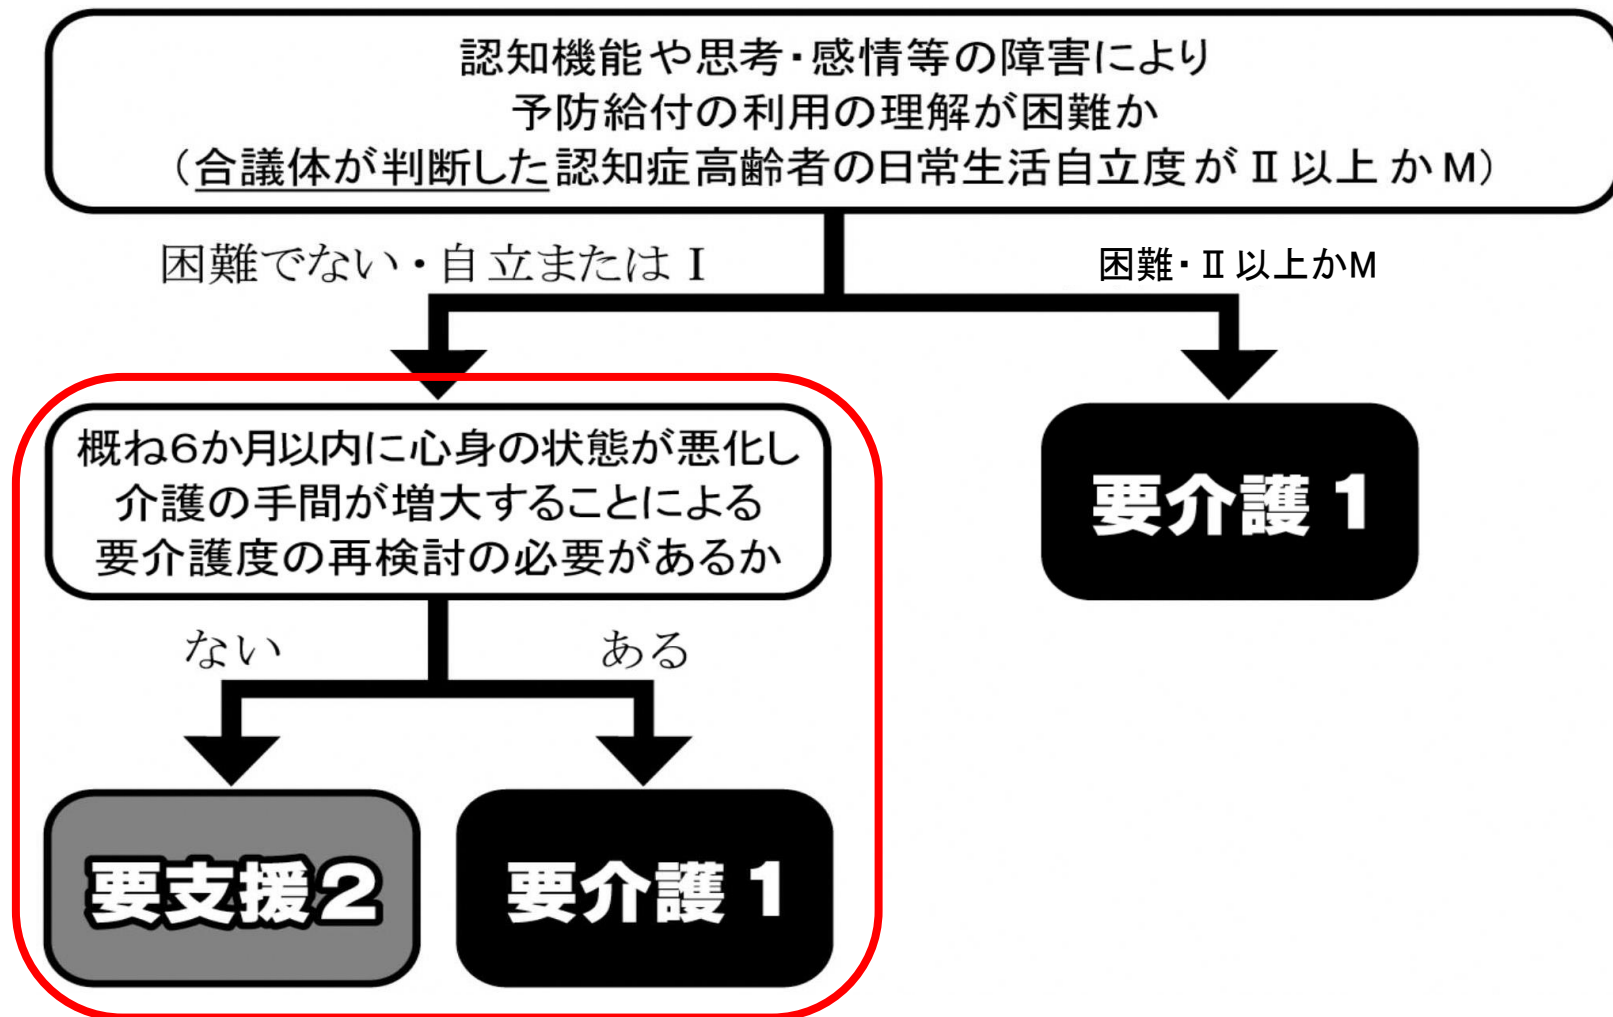 認知機能や思考・感情等の障害により
予防給付の利用の理解が困難か
（合議体が判断した認知症高齢者の日常生活自立度がⅡ以上かM）
困難でない・自立またはⅠ
困難・Ⅱ以上かM
概ね６か月以内に心身の状態が悪化し
介護の手間が増大することによる
要介護度の再検討の必要があるか
要介護１
ない
ある
要支援２
要介護１